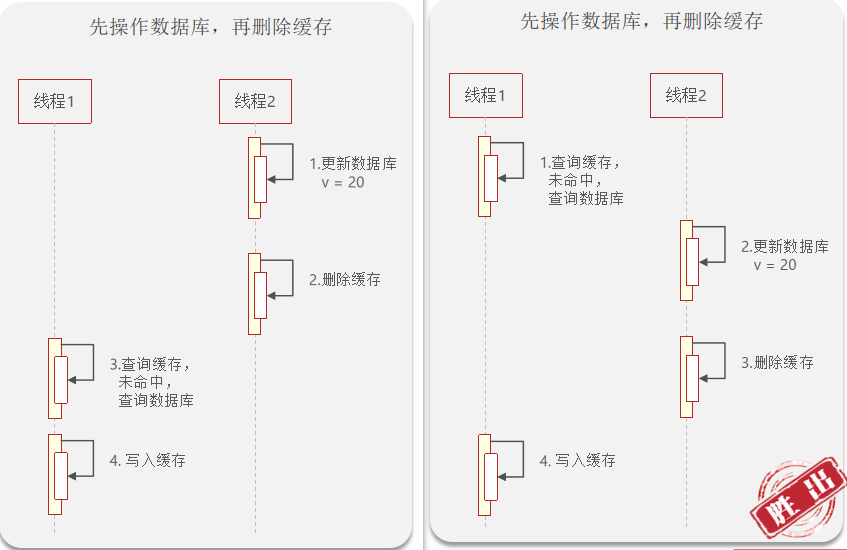 先操作数据库，再删除缓存
线程1
线程2
1.更新数据库
v = 20
2.删除缓存
3.查询缓存，
未命中，
查询数据库
4. 写入缓存
先操作数据库，再删除缓存
线程1
线程2
1.查询缓存，
未命中，
查询数据库
2.更新数据库
v = 20
3.删除缓存
4. 写入缓存
胜出